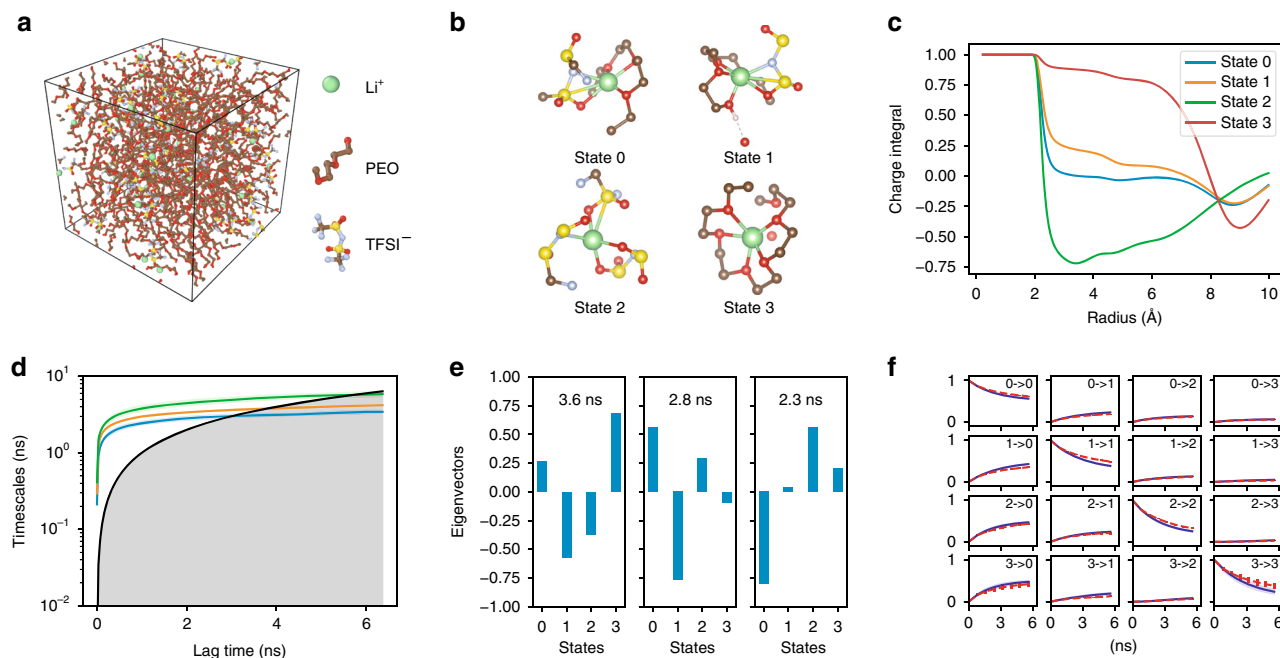 a
Li+
PEO
TFSI−
b
State 0
State 1
State 2
State 3
c
1.00
0.75
0.50
0.25
0.00
−0.25
−0.50
−0.75
Charge integral
0 2 4 6 8 10
Radius (Å)
State 0
State 1
State 2
State 3
d
10^1
10^0
10^−1
10^−2
Timescales (ns)
0 2 4 6
Lag time (ns)
e
1.00
0.75
0.50
0.25
0.00
−0.25
−0.50
−0.75
−1.00
Eigenvectors
3.6 ns
2.8 ns
2.3 ns
0 1 2 3
0 1 2 3
0 1 2 3
States
States
States
f
1
0
0->0
0->1
0->2
0->3
1
0
1->0
1->1
1->2
1->3
1
0
2->0
2->1
2->2
2->3
1
0
3->0
3->1
3->2
3->3
0 3 6
0 3 6
0 3 6
0 3 6
(ns)